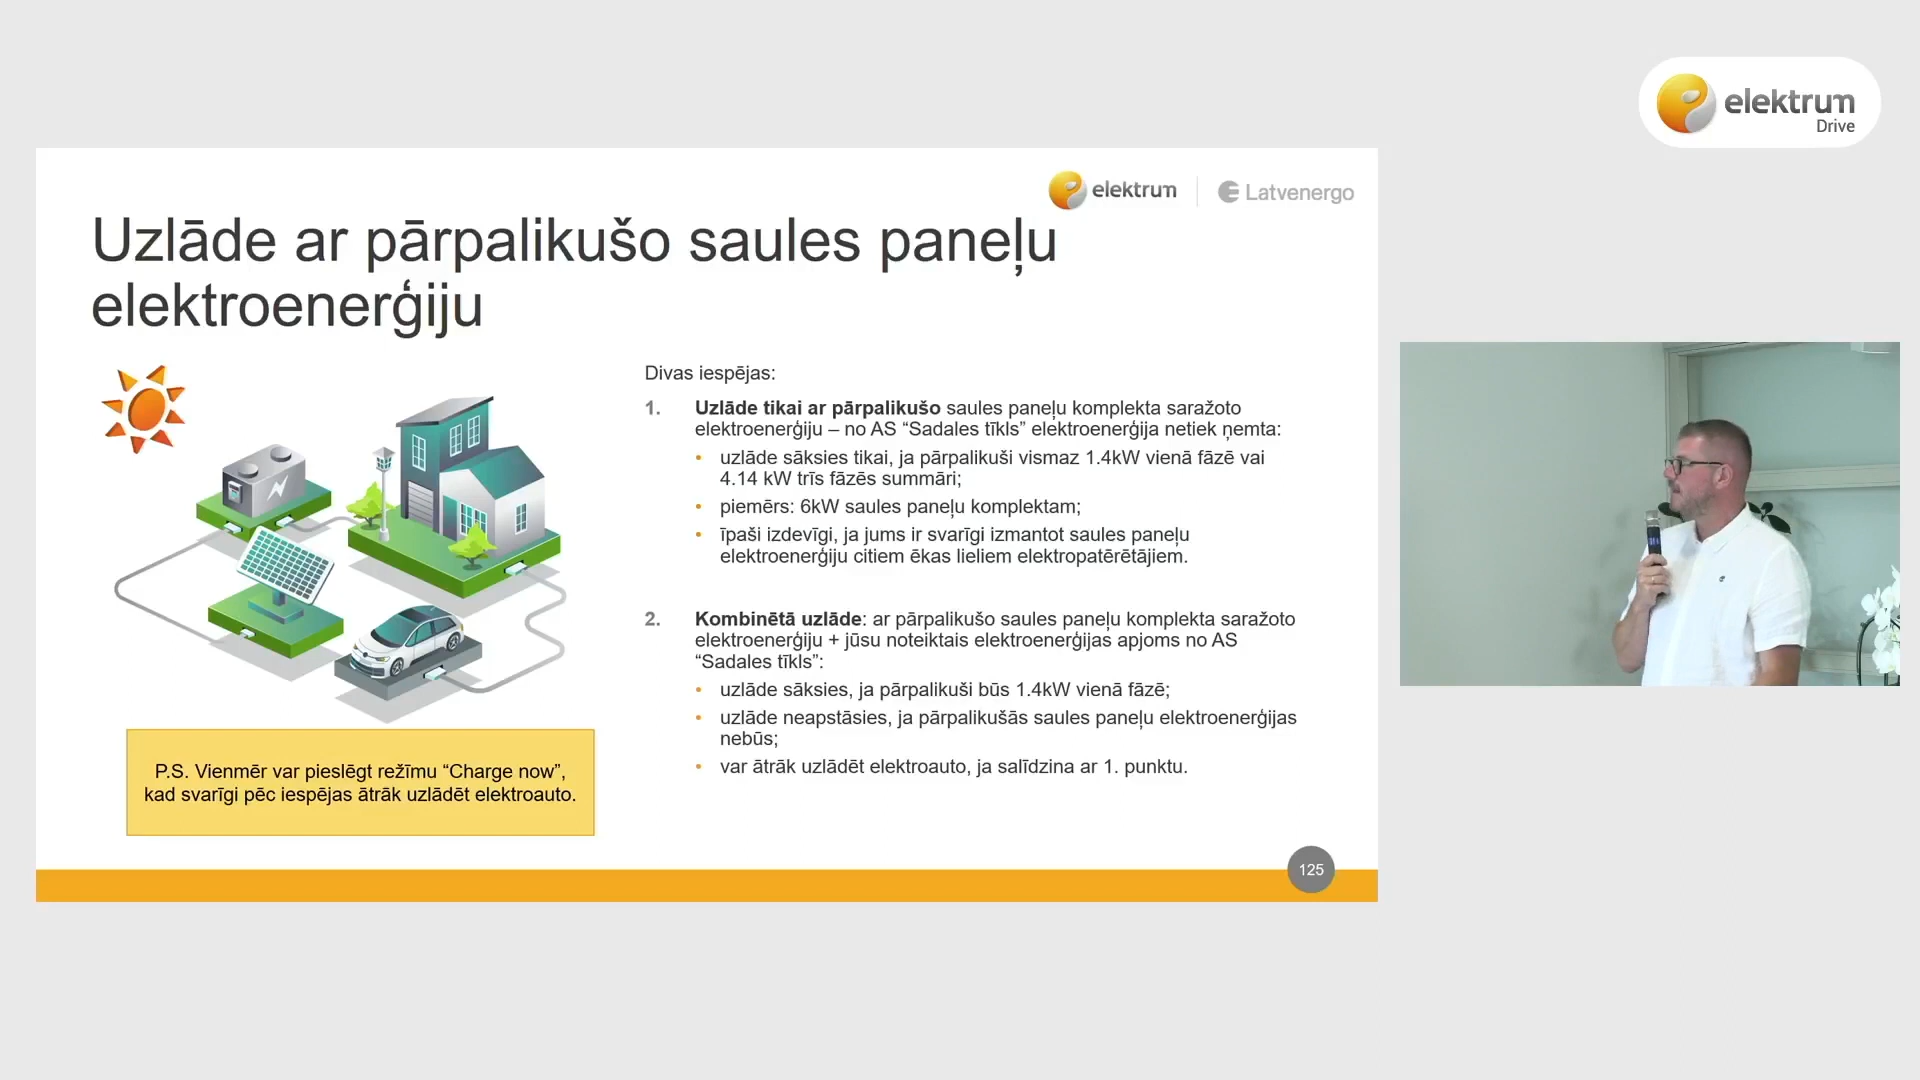 elektrum
Drive
elektrum
Latvenergo
Uzlāde ar pārpalikušo saules paneļu
elektroenerģiju
Divas iespējas:
1. Uzlāde tikai ar pārpalikušo saules paneļu komplekta saražoto
elektroenerģiju – no AS “Sadales tīkls” elektroenerģija netiek ņemta:
• uzlāde sāksies tikai, ja pārpalikuši vismaz 1.4kW vienā fāzē vai
4.14 kW trīs fāzēs summāri;
• piemērs: 6kW saules paneļu komplektam;
• īpaši izdevīgi, ja jums ir svarīgi izmantot saules paneļu
elektroenerģiju citiem ēkas lieliem elektropatērētājiem.
2. Kombinētā uzlāde: ar pārpalikušo saules paneļu komplekta saražoto
elektroenerģiju + jūsu noteiktais elektroenerģijas apjoms no AS
“Sadales tīkls”:
• uzlāde sāksies, ja pārpalikuši būs 1.4kW vienā fāzē;
• uzlāde neapstāsies, ja pārpalikušās saules paneļu elektroenerģijas
nebūs;
• var ātrāk uzlādēt elektroauto, ja salīdzina ar 1. punktu.
P.S. Vienmēr var pieslēgt režīmu “Charge now”,
kad svarīgi pēc iespējas ātrāk uzlādēt elektroauto.
125